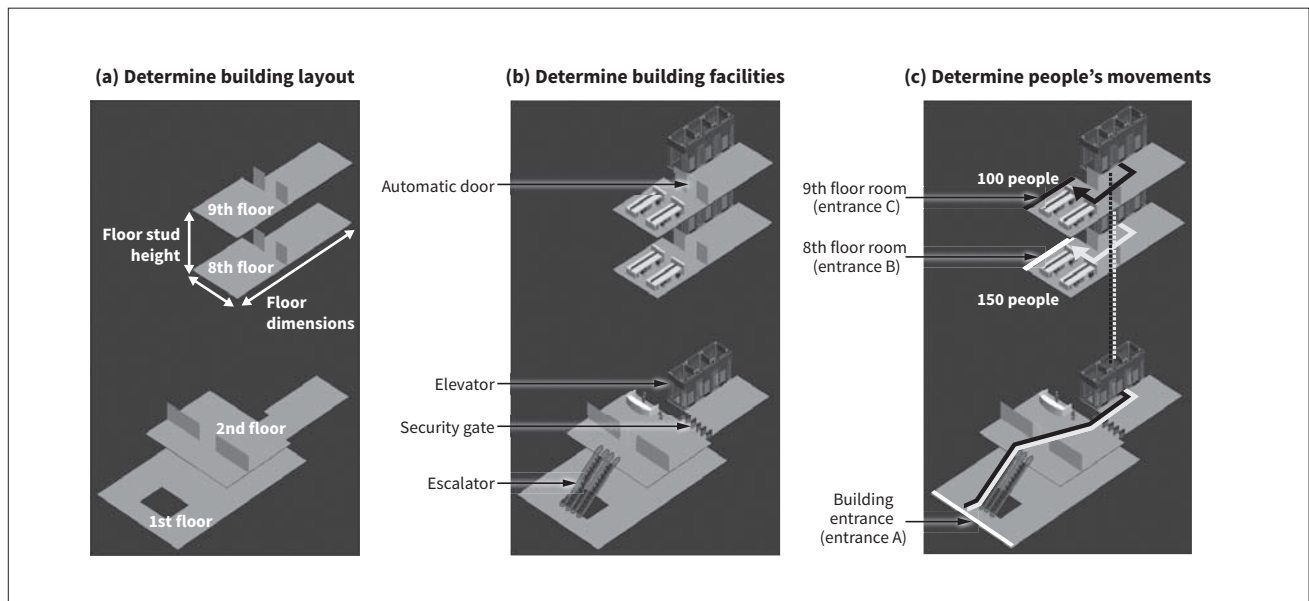 (a) Determine building layout
9th floor
Floor stud
height
8th floor
Floor
dimensions
2nd floor
1st floor
(b) Determine building facilities
Automatic door
Elevator
Security gate
Escalator
(c) Determine people’s movements
100 people
9th floor room
(entrance C)
8th floor room
(entrance B)
150 people
Building
entrance
(entrance A)